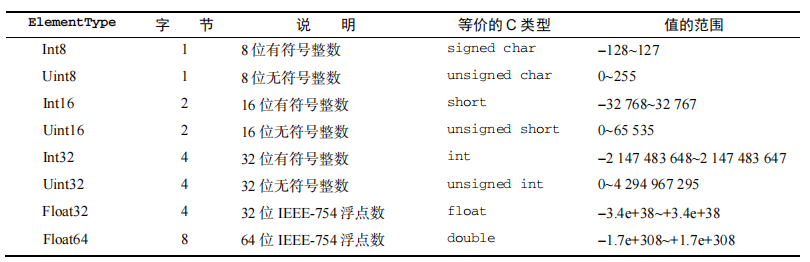 ElementType 字 节 说 明 等价的 C 类型 值的范围
Int8 1 8 位有符号整数 signed char −128~127
Uint8 1 8 位无符号整数 unsigned char 0~255
Int16 2 16 位有符号整数 short −32 768~32 767
Uint16 2 16 位无符号整数 unsigned short 0~65 535
Int32 4 32 位有符号整数 int −2 147 483 648~2 147 483 647
Uint32 4 32 位无符号整数 unsigned int 0~4 294 967 295
Float32 4 32 位 IEEE-754 浮点数 float −3.4e+38~+3.4e+38
Float64 8 64 位 IEEE-754 浮点数 double −1.7e+308~+1.7e+308